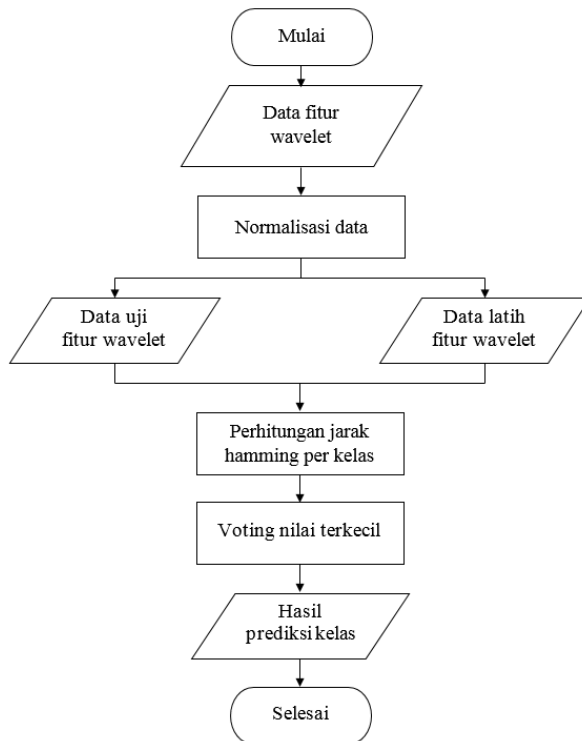 Mulai
Data fitur
wavelet
Normalisasi data
Data uji
fitur wavelet
Data latih
fitur wavelet
Perhitungan jarak
hamming per kelas
Voting nilai terkecil
Hasil
prediksi kelas
Selesai